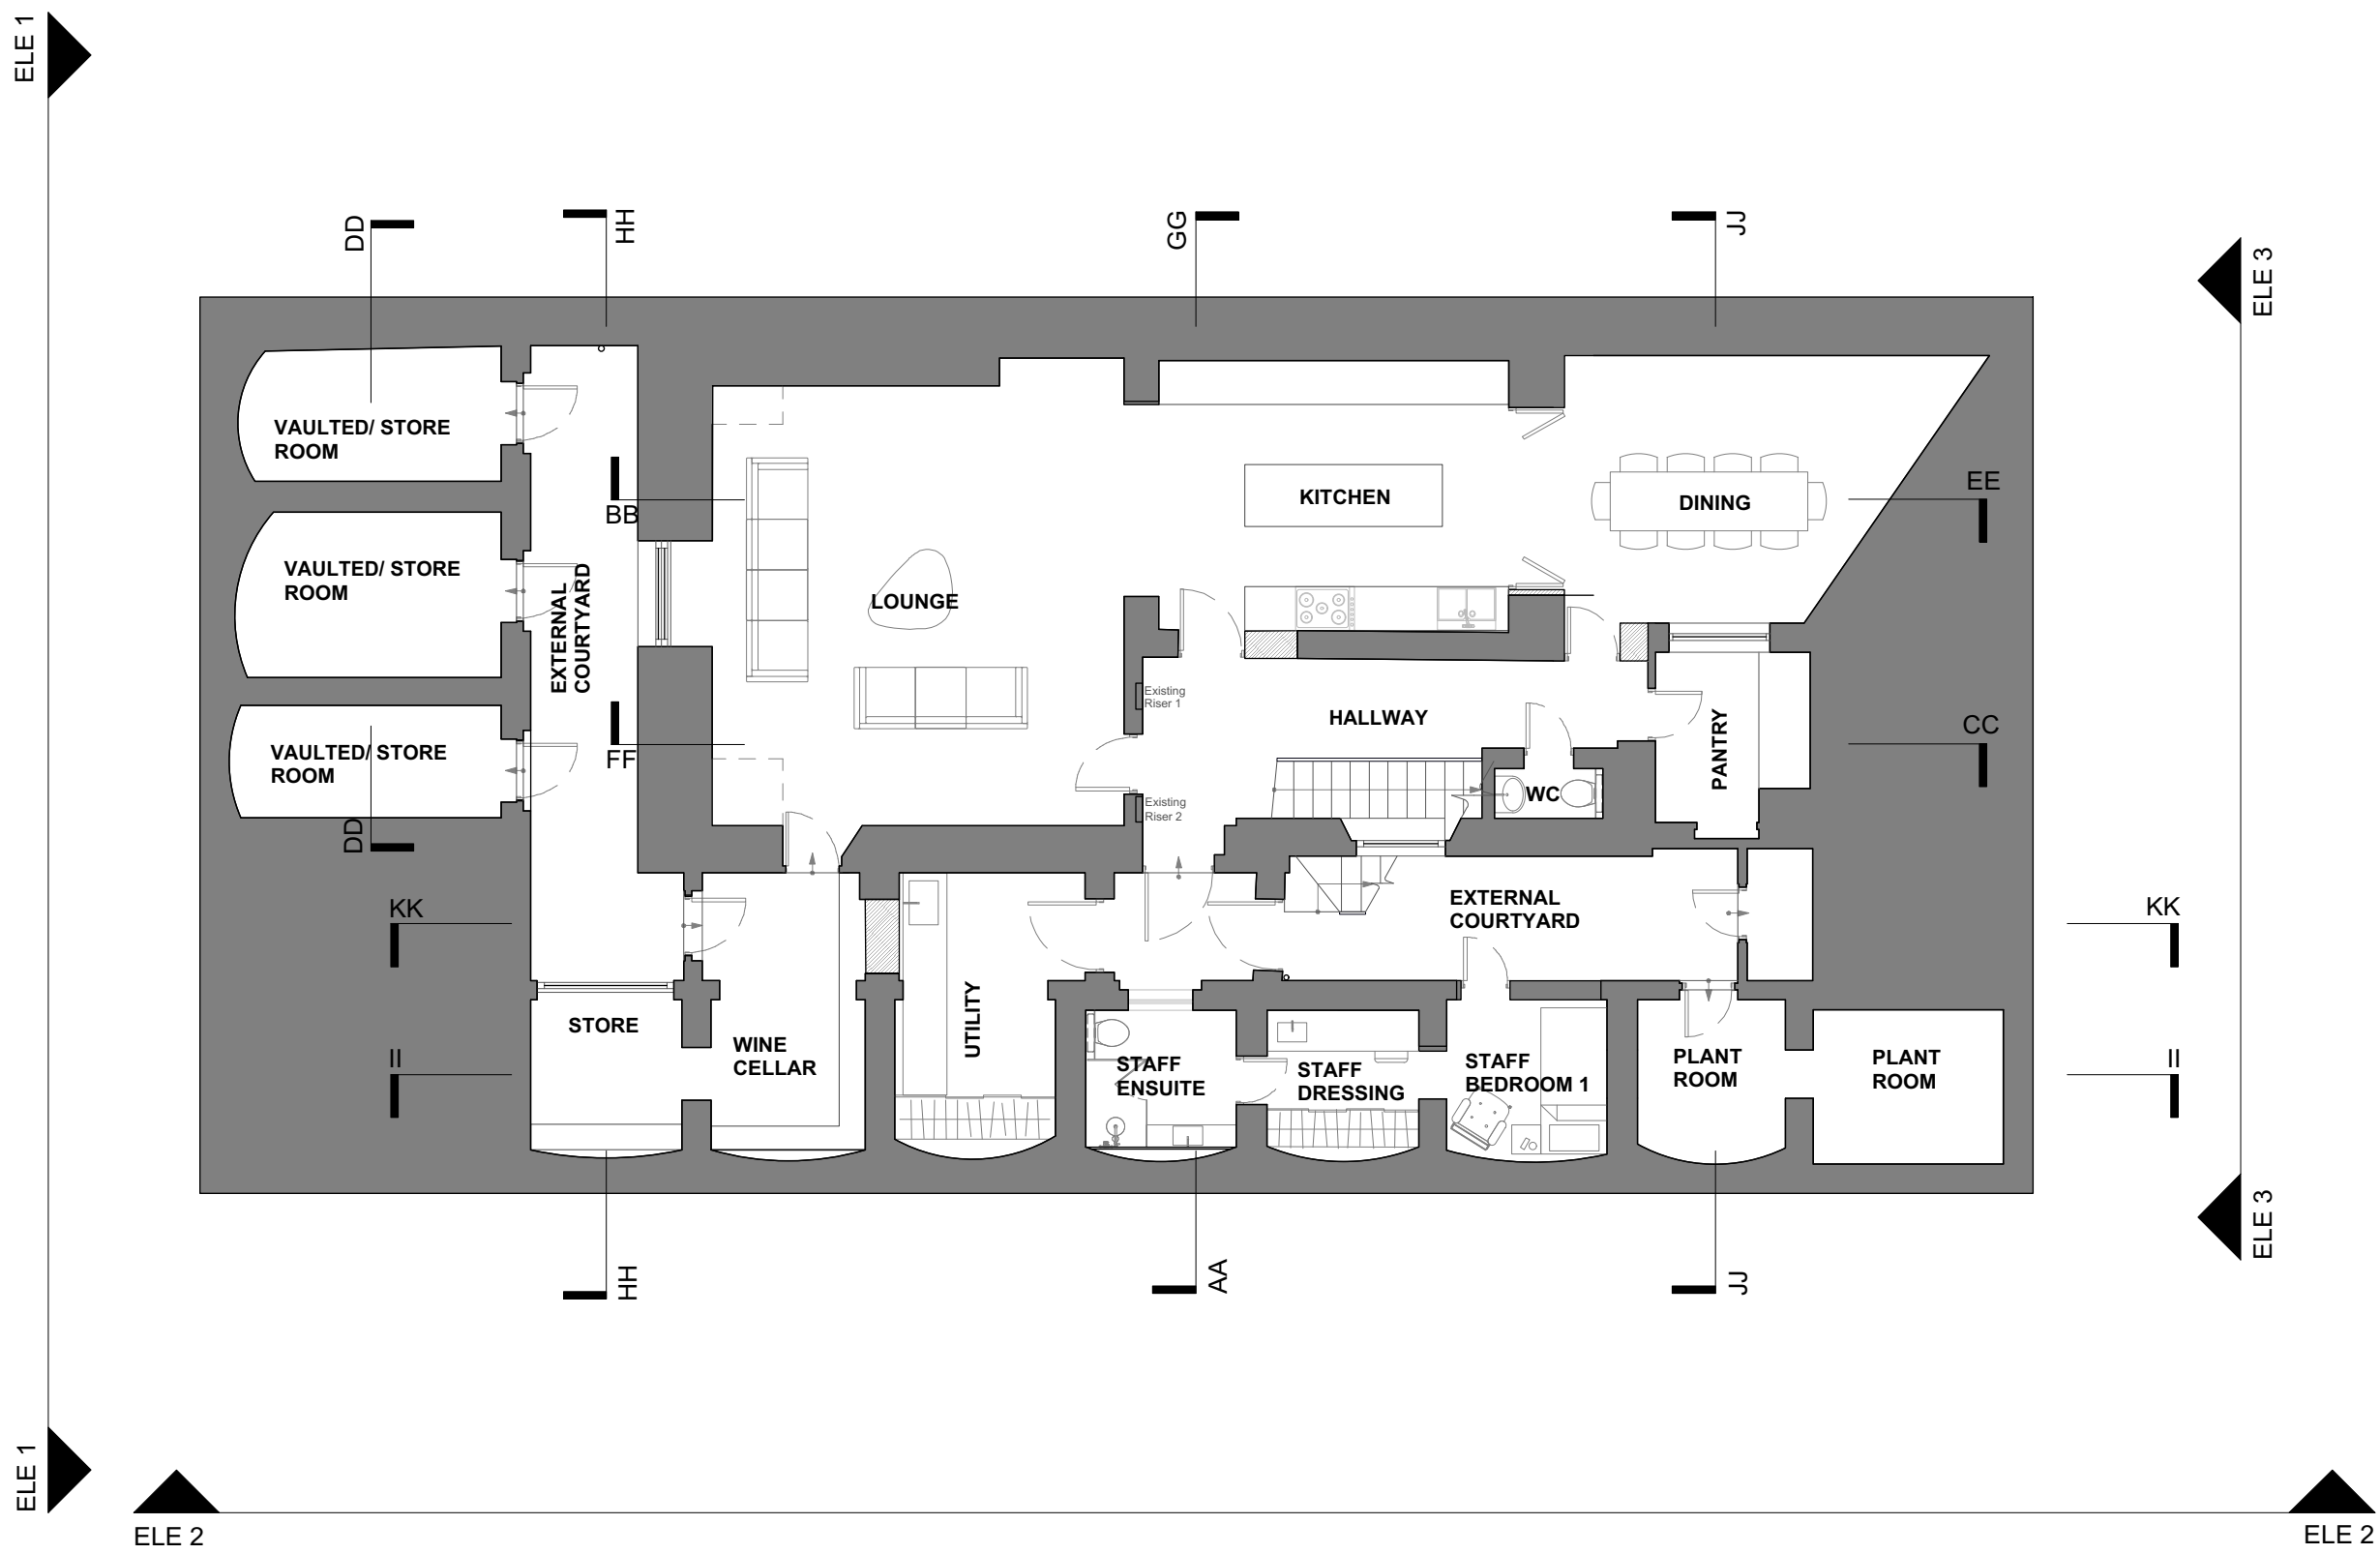 ELE 1
ELE 3
DD
HH
GG
JJ
VAULTED/ STORE
ROOM
BB
KITCHEN
DINING
EE
VAULTED/ STORE
ROOM
EXTERNAL
COURTYARD
LOUNGE
Existing
Riser 1
HALLWAY
PANTRY
CC
VAULTED/ STORE
ROOM
FF
WC
Existing
Riser 2
DD
KK
EXTERNAL
COURTYARD
KK
STORE
WINE
CELLAR
UTILITY
STAFF
ENSUITE
STAFF
DRESSING
STAFF
BEDROOM 1
PLANT
ROOM
PLANT
ROOM
II
II
HH
AA
JJ
ELE 3
ELE 1
ELE 2
ELE 2